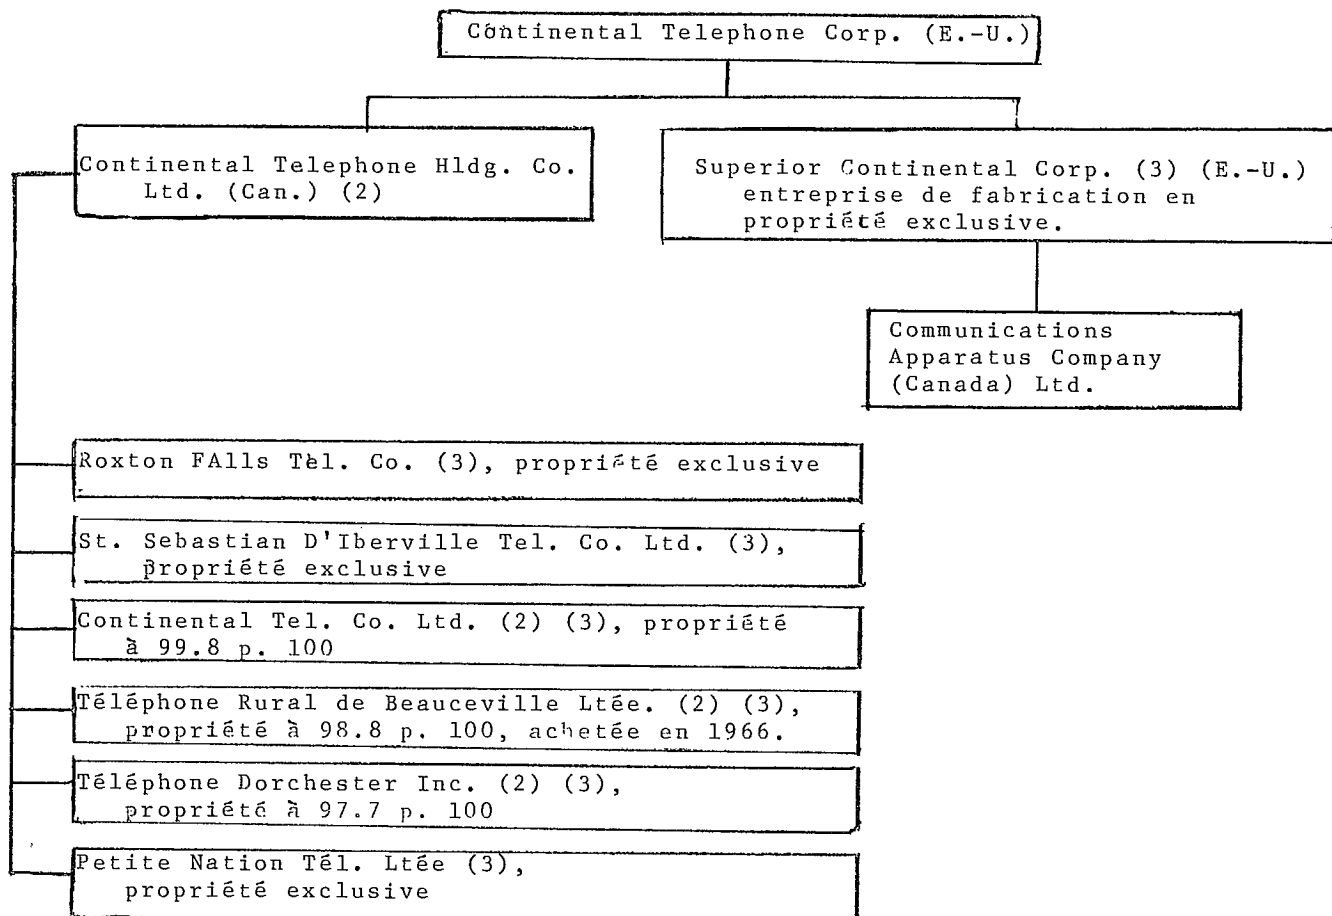 Continental Telephone Corp. (E.-U.)
Continental Telephone Hldg. Co.
Ltd. (Can.) (2)
Superior Continental Corp. (3) (E.-U.)
entreprise de fabrication en
propriété exclusive.
Communications
Apparatus Company
(Canada) Ltd.
Roxton FAlls Tèl. Co. (3), propriété exclusive
St. Sebastian D'Iberville Tel. Co. Ltd. (3),
propriété exclusive
Continental Tel. Co. Ltd. (2) (3), propriété
à 99.8 p. 100
Téléphone Rural de Beauceville Ltée. (2) (3),
propriété à 98.8 p. 100, achetée en 1966.
Téléphone Dorchester Inc. (2) (3),
propriété à 97.7 p. 100
Petite Nation Tél. Ltée (3),
propriété exclusive